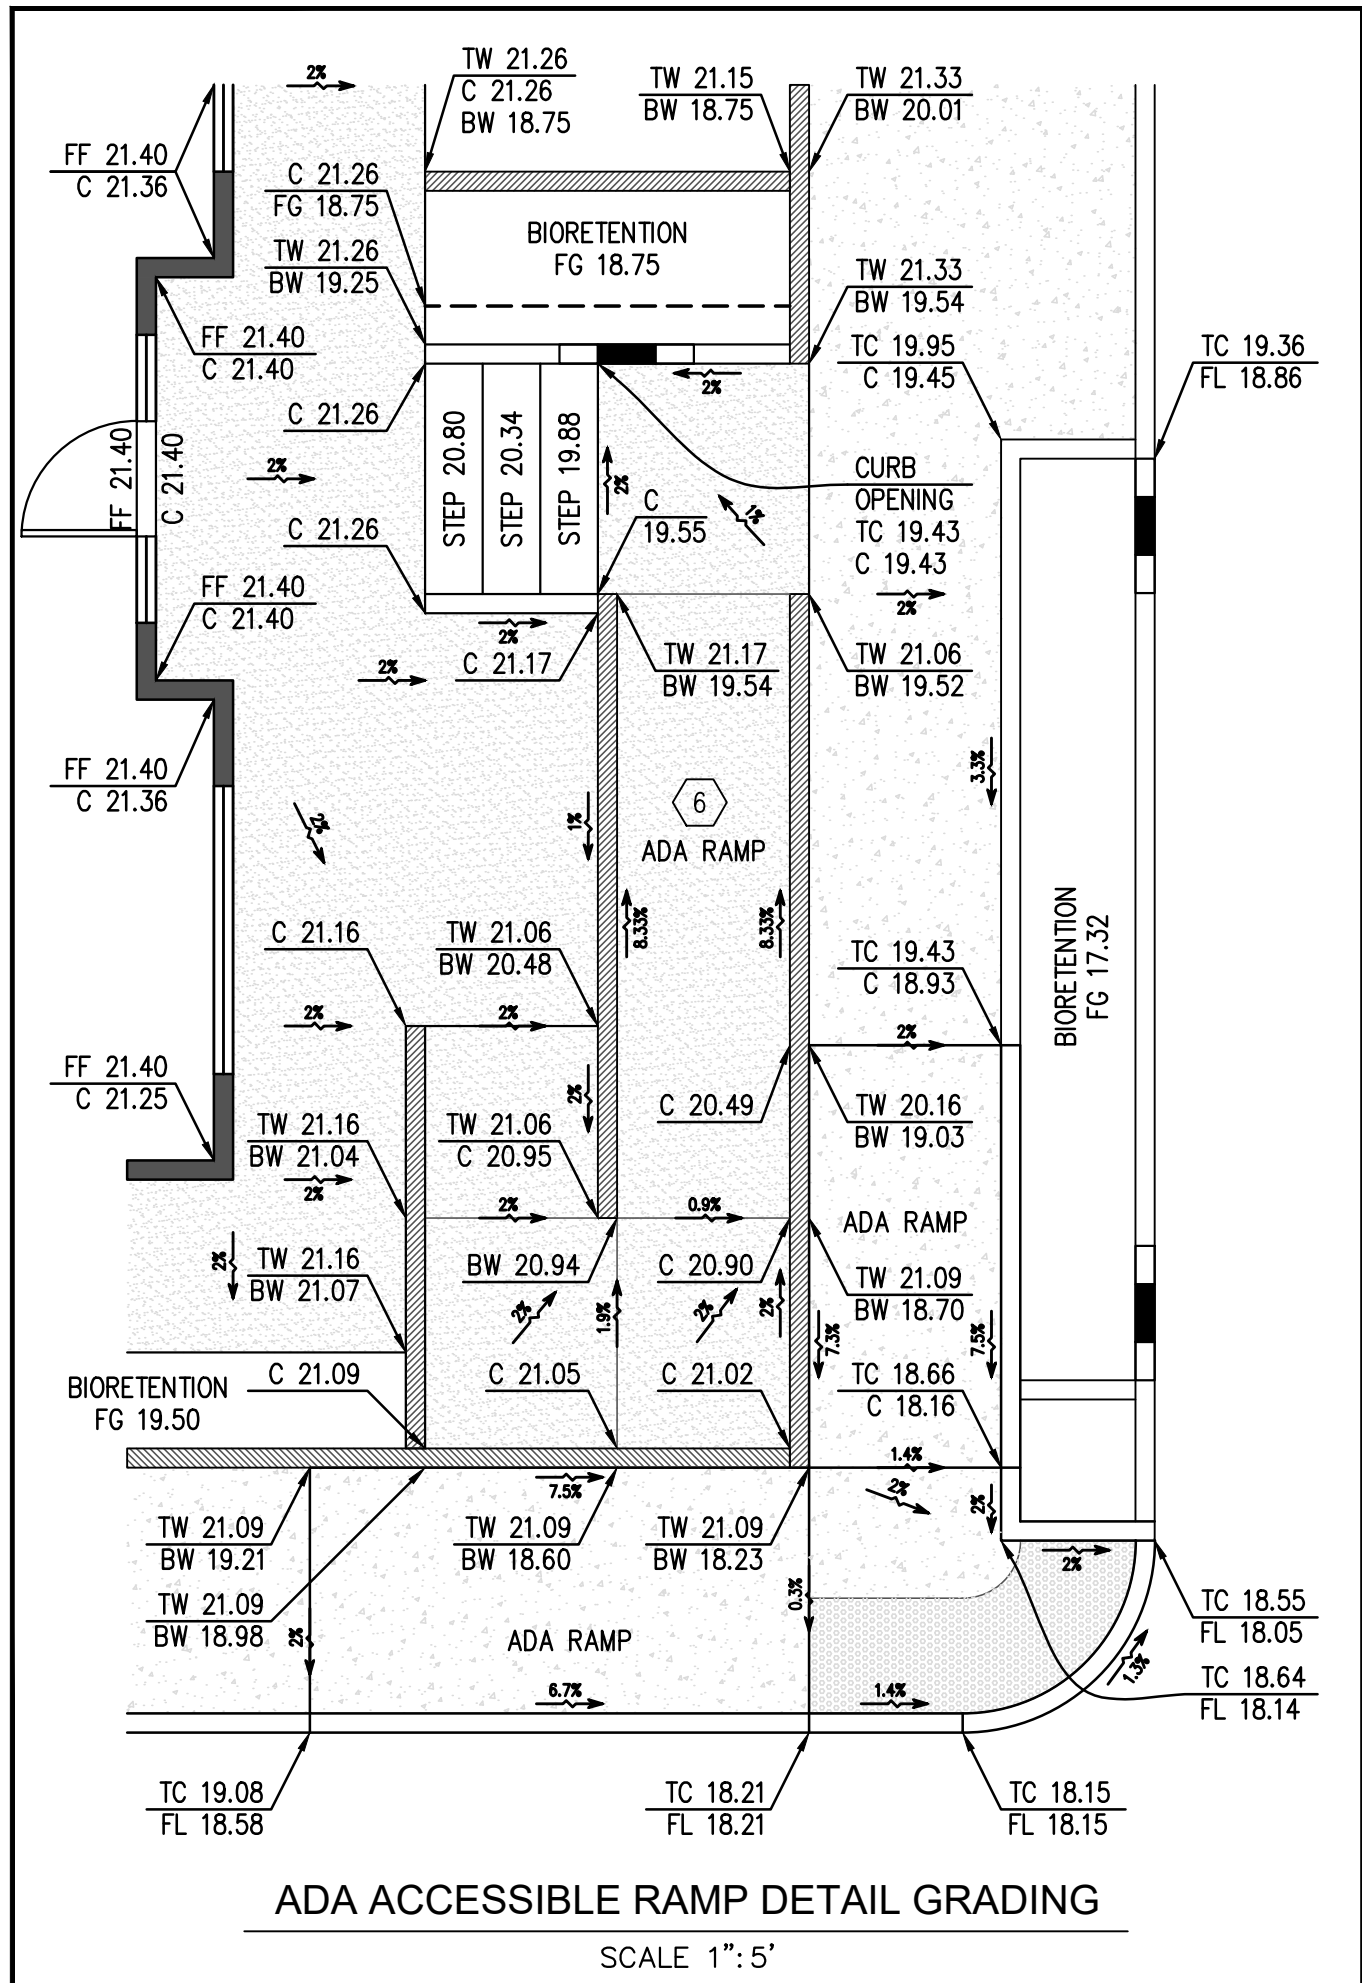 2%
TW 21.26
C 21.26
BW 18.75
TW 21.15
BW 18.75
TW 21.33
BW 20.01
FF 21.40
C 21.36
C 21.26
FG 18.75
BIORETENTION
FG 18.75
TW 21.26
BW 19.25
TW 21.33
BW 19.54
FF 21.40
C 21.40
TC 19.95
C 19.45
TC 19.36
FL 18.86
2%
C 21.26
FF 21.40
C 21.40
STEP 20.80
STEP 20.34
STEP 19.88
2%
2%
1%
CURB
OPENING
TC 19.43
C 19.43
C
19.55
C 21.26
2%
FF 21.40
C 21.40
2%
2%
C 21.17
TW 21.17
BW 19.54
TW 21.06
BW 19.52
FF 21.40
C 21.36
3.3%
2%
1%
6
ADA RAMP
8.33%
8.33%
C 21.16
TW 21.06
BW 20.48
TC 19.43
C 18.93
BIORETENTION
FG 17.32
2%
2%
2%
FF 21.40
C 21.25
2%
C 20.49
TW 20.16
BW 19.03
TW 21.16
BW 21.04
2%
TW 21.06
C 20.95
2%
0.9%
ADA RAMP
2%
TW 21.16
BW 21.07
BW 20.94
C 20.90
TW 21.09
BW 18.70
2%
1.9%
2%
2%
7.3%
7.5%
BIORETENTION
FG 19.50
C 21.09
C 21.05
C 21.02
TC 18.66
C 18.16
1.4%
7.5%
2%
2%
TW 21.09
BW 19.21
TW 21.09
BW 18.60
TW 21.09
BW 18.23
2%
TW 21.09
BW 18.98
2%
ADA RAMP
0.3%
TC 18.55
FL 18.05
1.3%
TC 18.64
FL 18.14
6.7%
1.4%
TC 19.08
FL 18.58
TC 18.21
FL 18.21
TC 18.15
FL 18.15
ADA ACCESSIBLE RAMP DETAIL GRADING
SCALE 1":5'